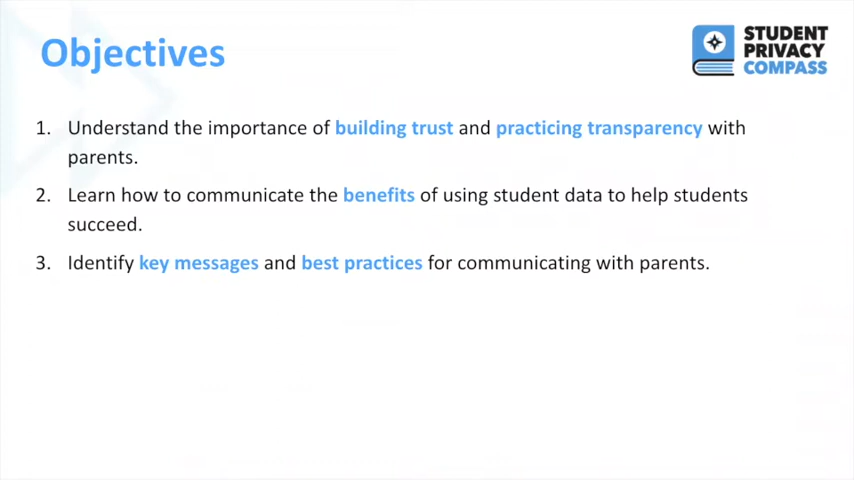 Objectives
STUDENT
PRIVACY
COMPASS
1. Understand the importance of building trust and practicing transparency with
parents.
2. Learn how to communicate the benefits of using student data to help students
succeed.
3. Identify key messages and best practices for communicating with parents.